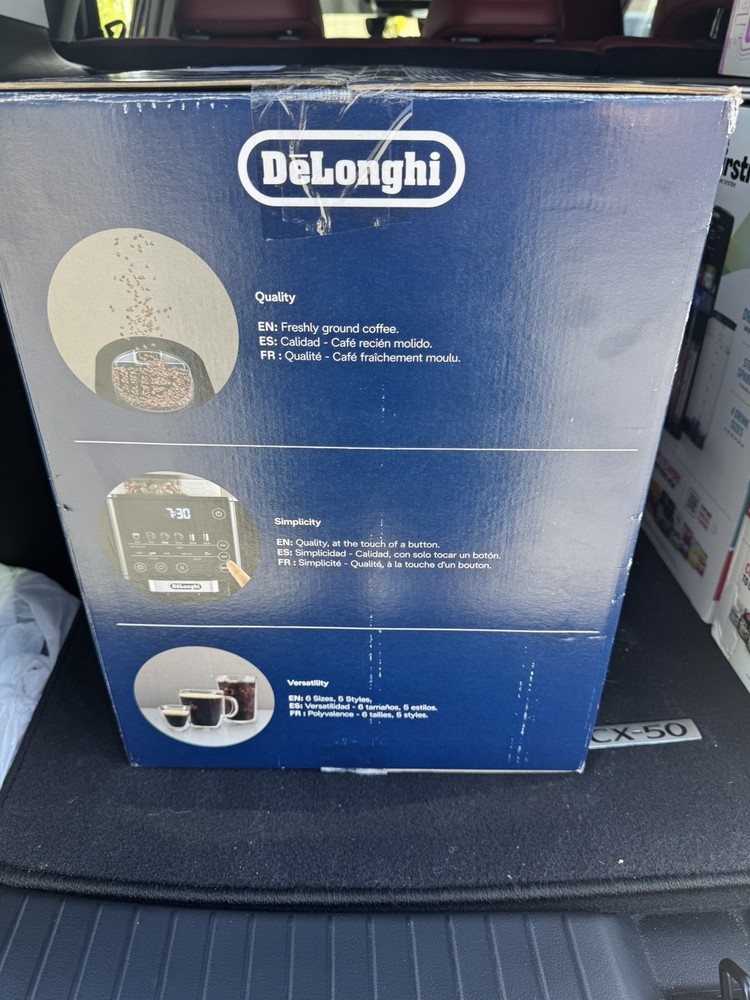 DēLonghi
Quality
EN: Freshly ground coffee.
ES: Calidad - Café recién molido.
FR : Qualité - Café fraîchement moulu.
7:30
DēLonghi
Simplicity
EN: Quality, at the touch of a button.
ES: Simplicidad - Calidad, con solo tocar un botón.
FR : Simplicité - Qualité, à la touche d'un bouton.
Versatility
EN: 6 Sizes, 5 Styles.
ES: Versatilidad - 6 tamaños, 5 estilos.
FR : Polyvalence - 6 tailles, 5 styles.
CX-50